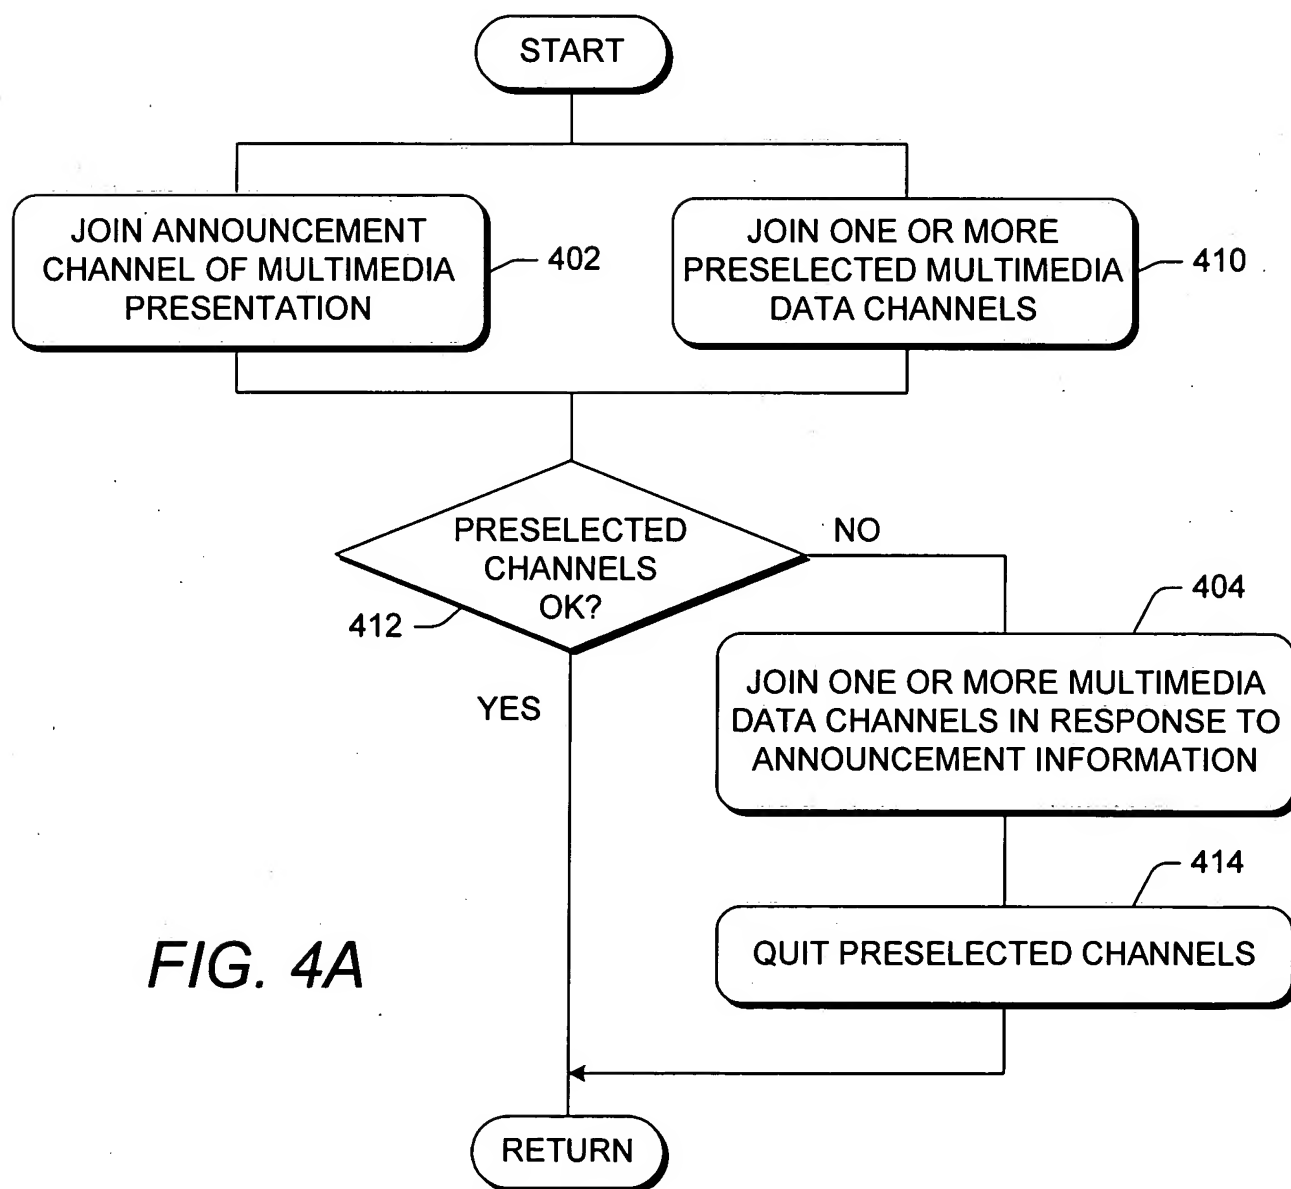 START
JOIN ANNOUNCEMENT
CHANNEL OF MULTIMEDIA
PRESENTATION
402
JOIN ONE OR MORE
PRESELECTED MULTIMEDIA
DATA CHANNELS
410
PRESELECTED
CHANNELS
OK?
412
NO
YES
404
JOIN ONE OR MORE MULTIMEDIA
DATA CHANNELS IN RESPONSE TO
ANNOUNCEMENT INFORMATION
414
QUIT PRESELECTED CHANNELS
FIG. 4A
RETURN